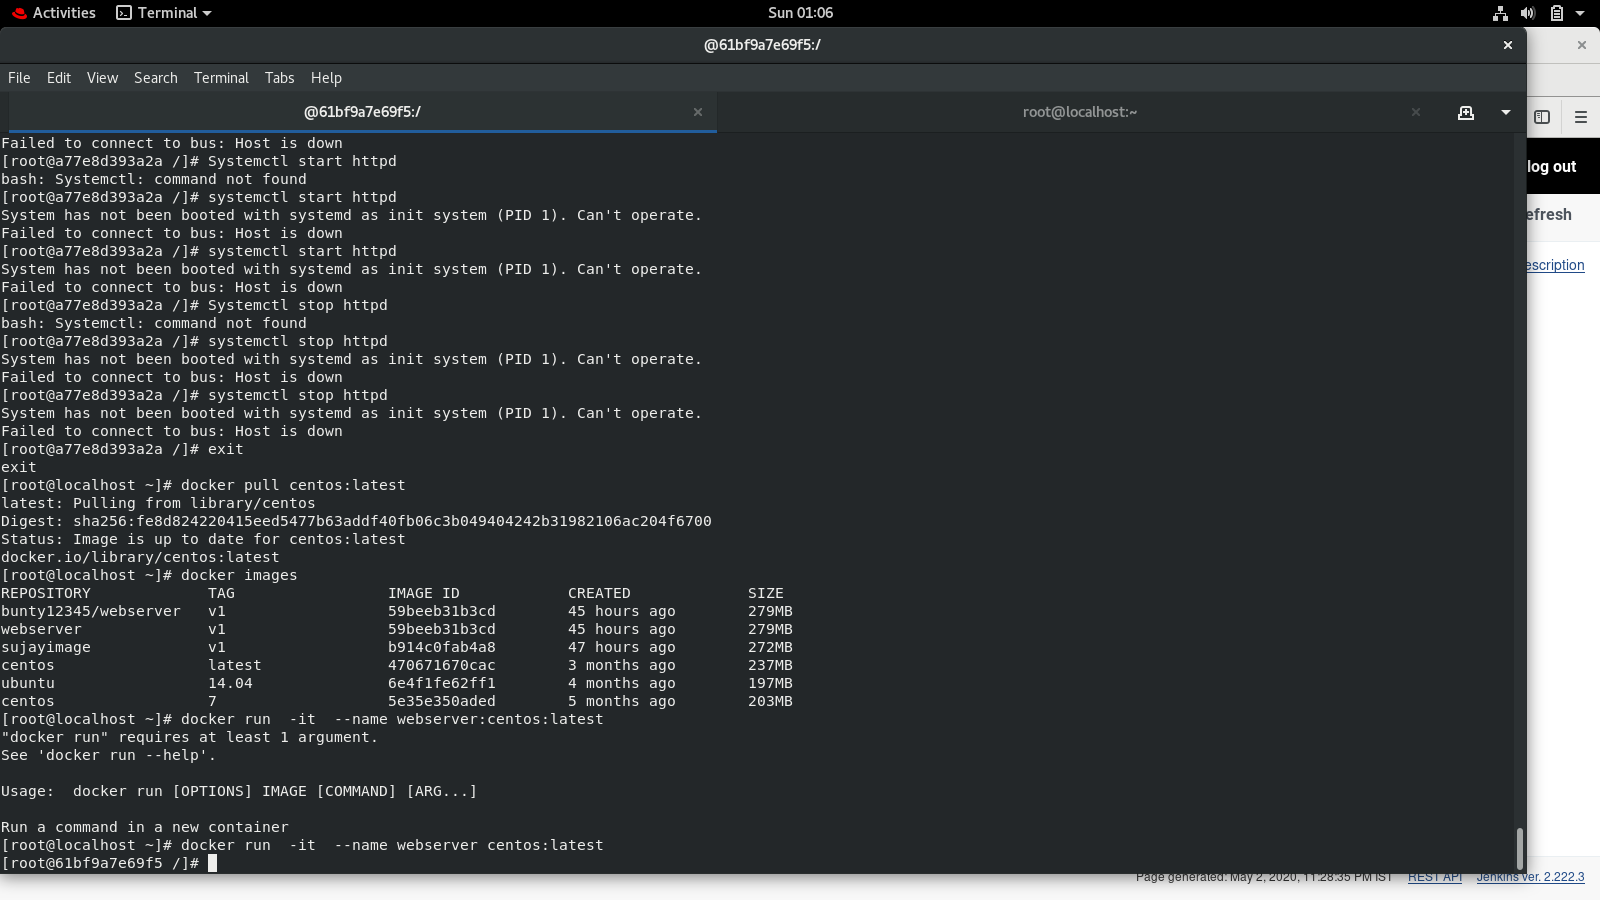 Activities Terminal Sun 01:06
@61bf9a7e69f5:/
File Edit View Search Terminal Tabs Help
@61bf9a7e69f5:/ root@localhost:~
Failed to connect to bus: Host is down
[root@a77e8d393a2a /]# Systemctl start httpd
bash: Systemctl: command not found
[root@a77e8d393a2a /]# systemctl start httpd
System has not been booted with systemd as init system (PID 1). Can't operate.
Failed to connect to bus: Host is down
[root@a77e8d393a2a /]# systemctl start httpd
System has not been booted with systemd as init system (PID 1). Can't operate.
Failed to connect to bus: Host is down
[root@a77e8d393a2a /]# Systemctl stop httpd
bash: Systemctl: command not found
[root@a77e8d393a2a /]# systemctl stop httpd
System has not been booted with systemd as init system (PID 1). Can't operate.
Failed to connect to bus: Host is down
[root@a77e8d393a2a /]# systemctl stop httpd
System has not been booted with systemd as init system (PID 1). Can't operate.
Failed to connect to bus: Host is down
[root@a77e8d393a2a /]# exit
exit
[root@localhost ~]# docker pull centos:latest
latest: Pulling from library/centos
Digest: sha256:fe8d824220415eed5477b63addf40fb06c3b049404242b31982106ac204f6700
Status: Image is up to date for centos:latest
docker.io/library/centos:latest
[root@localhost ~]# docker images
REPOSITORY TAG IMAGE ID CREATED SIZE
bunty12345/webserver v1 59beeb31b3cd 45 hours ago 279MB
webserver v1 59beeb31b3cd 45 hours ago 279MB
sujayimage v1 b914c0fab4a8 47 hours ago 272MB
centos latest 470671670cac 3 months ago 237MB
ubuntu 14.04 6e4f1fe62ff1 4 months ago 197MB
centos 7 5e35e350aded 5 months ago 203MB
[root@localhost ~]# docker run  -it  --name webserver:centos:latest
"docker run" requires at least 1 argument.
See 'docker run --help'.
Usage:  docker run [OPTIONS] IMAGE [COMMAND] [ARG...]
Run a command in a new container
[root@localhost ~]# docker run  -it  --name webserver centos:latest
[root@61bf9a7e69f5 /]#
log out
efresh
escription
Page generated: May 2, 2020, 11:28:35 PM IST REST API Jenkins ver. 2.222.3